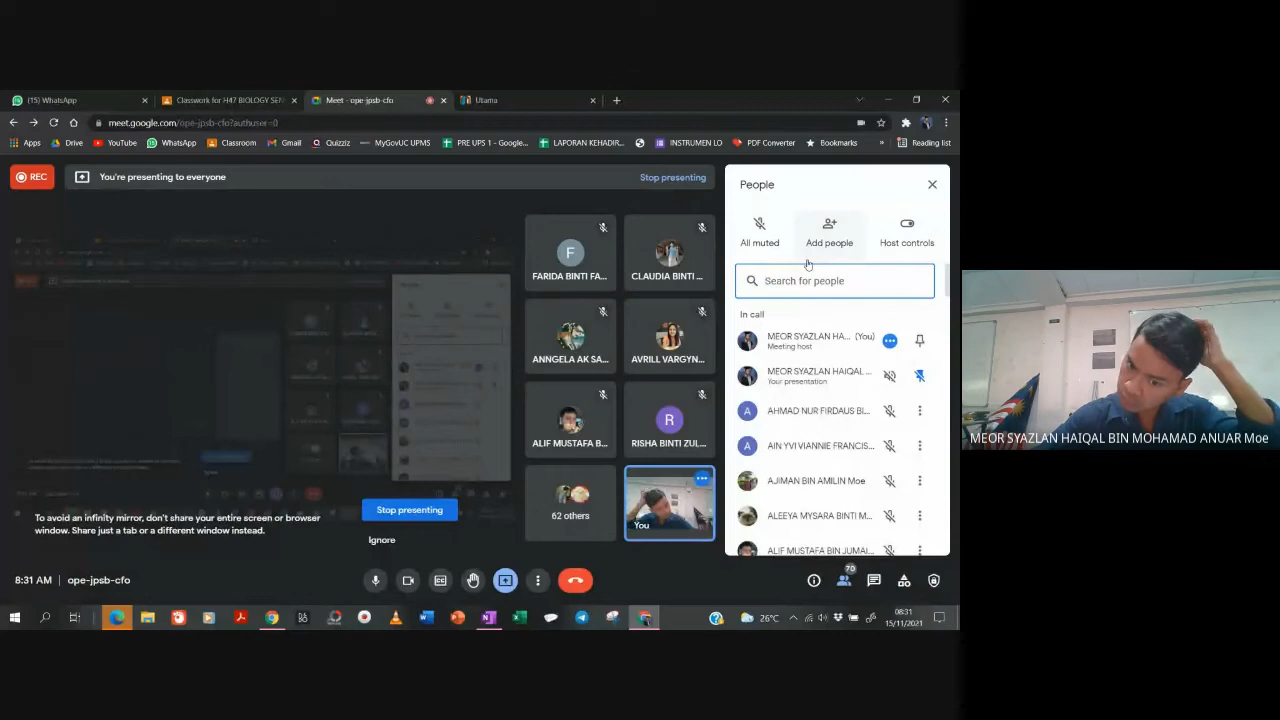 (15) WhatsApp
Classwork for H47 BIOLOGY SEM
Meet - ope-jpsb-cfo
Utama
meet.google.com/ope-jpsb-cfo?authuser=0
Apps
Drive
YouTube
WhatsApp
Classroom
Gmail
Quizziz
MyGovUC UPMS
PRE UPS 1 - Google...
LAPORAN KEHADIR...
INSTRUMEN LO
PDF Converter
Bookmarks
»
Reading list
REC
You're presenting to everyone
Stop presenting
People
All muted
Add people
Host controls
Search for people
In call
MEOR SYAZLAN HA... (You)
Meeting host
MEOR SYAZLAN HAIQAL ...
Your presentation
A
AHMAD NUR FIRDAUS BI...
A
AIN YVI VIANNIE FRANCIS...
AJIMAN BIN AMILIN Moe
ALEEYA MYSARA BINTI M...
ALIF MUSTAFA BIN JUMAI...
F
FARIDA BINTI FA...
CLAUDIA BINTI ...
ANNGELA AK SA...
AVRILL VARGYN...
ALIF MUSTAFA B...
R
RISHA BINTI ZUL...
62 others
You
To avoid an infinity mirror, don't share your entire screen or browser
window. Share just a tab or a different window instead.
Stop presenting
Ignore
8:31 AM | ope-jpsb-cfo
70
26°C
08:31
15/11/2021
MEOR SYAZLAN HAIQAL BIN MOHAMAD ANUAR Moe